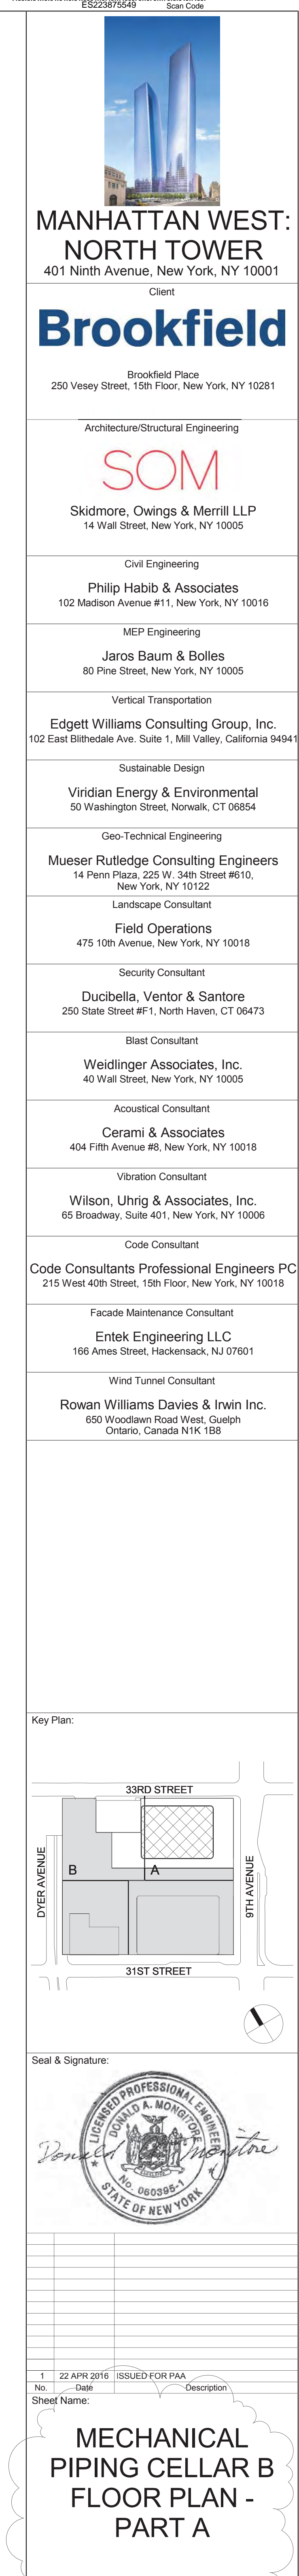 ES223875549
Scan Code
MANHATTAN WEST:
NORTH TOWER
401 Ninth Avenue, New York, NY 10001
Client
Brookfield
Brookfield Place
250 Vesey Street, 15th Floor, New York, NY 10281
Architecture/Structural Engineering
SOM
Skidmore, Owings & Merrill LLP
14 Wall Street, New York, NY 10005
Civil Engineering
Philip Habib & Associates
102 Madison Avenue #11, New York, NY 10016
MEP Engineering
Jaros Baum & Bolles
80 Pine Street, New York, NY 10005
Vertical Transportation
Edgett Williams Consulting Group, Inc.
102 East Blithedale Ave. Suite 1, Mill Valley, California 94941
Sustainable Design
Viridian Energy & Environmental
50 Washington Street, Norwalk, CT 06854
Geo-Technical Engineering
Mueser Rutledge Consulting Engineers
14 Penn Plaza, 225 W. 34th Street #610,
New York, NY 10122
Landscape Consultant
Field Operations
475 10th Avenue, New York, NY 10018
Security Consultant
Ducibella, Ventor & Santore
250 State Street #F1, North Haven, CT 06473
Blast Consultant
Weidlinger Associates, Inc.
40 Wall Street, New York, NY 10005
Acoustical Consultant
Cerami & Associates
404 Fifth Avenue #8, New York, NY 10018
Vibration Consultant
Wilson, Uhrig & Associates, Inc.
65 Broadway, Suite 401, New York, NY 10006
Code Consultant
Code Consultants Professional Engineers PC
215 West 40th Street, 15th Floor, New York, NY 10018
Facade Maintenance Consultant
Entek Engineering LLC
166 Ames Street, Hackensack, NJ 07601
Wind Tunnel Consultant
Rowan Williams Davies & Irwin Inc.
650 Woodlawn Road West, Guelph
Ontario, Canada N1K 1B8
Key Plan:
33RD STREET
DYER AVENUE
B
A
9TH AVENUE
31ST STREET
Seal & Signature:
LICENSED PROFESSIONAL ENGINEER
DONALD A. MONGITORE
No. 060395-1
STATE OF NEW YORK
Donald Mongitore
1 22 APR 2016 ISSUED FOR PAA
No. Date Description
Sheet Name:
MECHANICAL
PIPING CELLAR B
FLOOR PLAN -
PART A